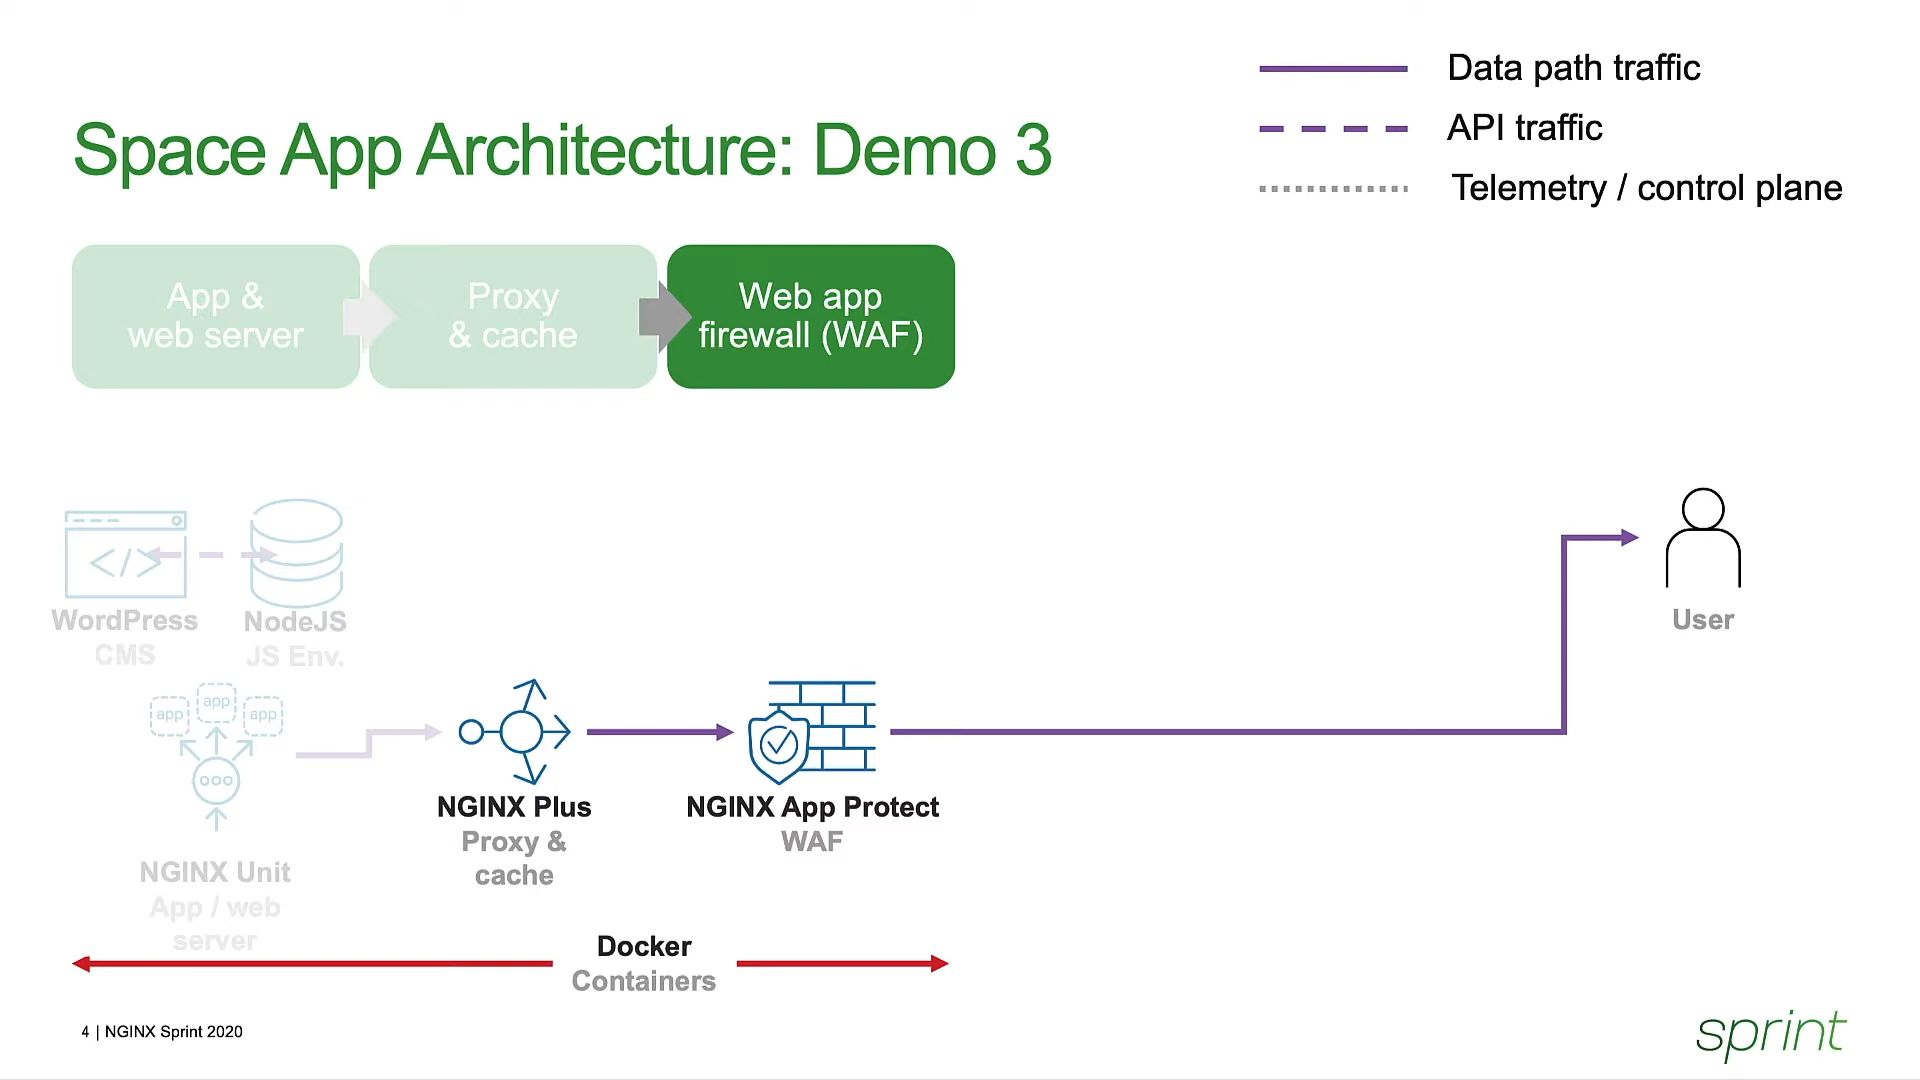 Data path traffic
API traffic
Telemetry / control plane
Space App Architecture: Demo 3
App &
web server
Proxy
& cache
Web app
firewall (WAF)
</>
WordPress
CMS
NodeJS
JS Env.
User
app
app
app
NGINX Unit
App / web
server
NGINX Plus
Proxy &
cache
NGINX App Protect
WAF
Docker
Containers
4 | NGINX Sprint 2020
sprint